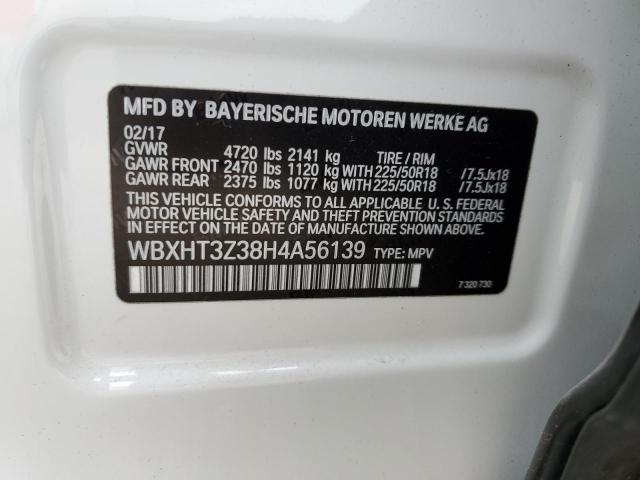 MFD BY BAYERISCHE MOTOREN WERKE AG
02/17
GVWR 4720 lbs 2141 kg TIRE / RIM
GAWR FRONT 2470 lbs 1120 kg WITH 225/50R18 /7.5Jx18
GAWR REAR 2375 lbs 1077 kg WITH 225/50R18 /7.5Jx18
THIS VEHICLE CONFORMS TO ALL APPLICABLE U. S. FEDERAL
MOTOR VEHICLE SAFETY AND THEFT PREVENTION STANDARDS
IN EFFECT ON THE DATE OF MANUFACTURE SHOWN ABOVE.
WBXHT3Z38H4A56139 TYPE: MPV
7 320 730